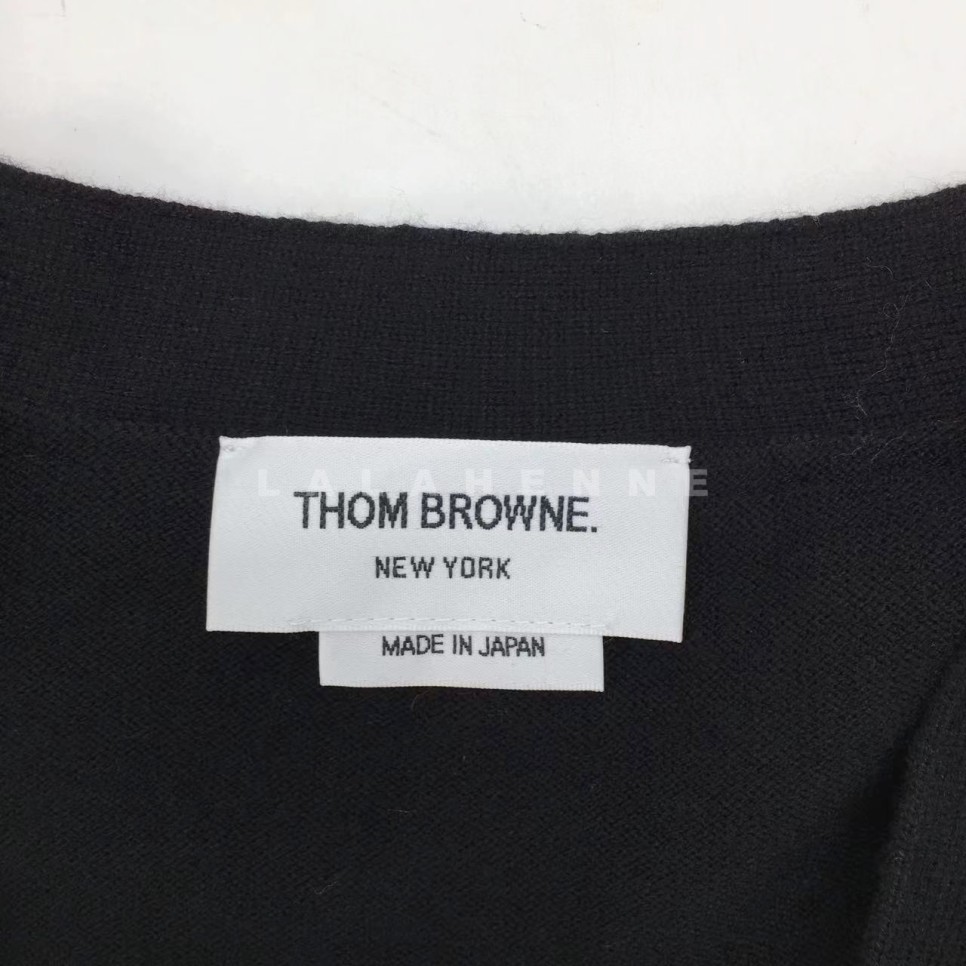 LALAHENNE
THOM BROWNE.
NEW YORK
MADE IN JAPAN